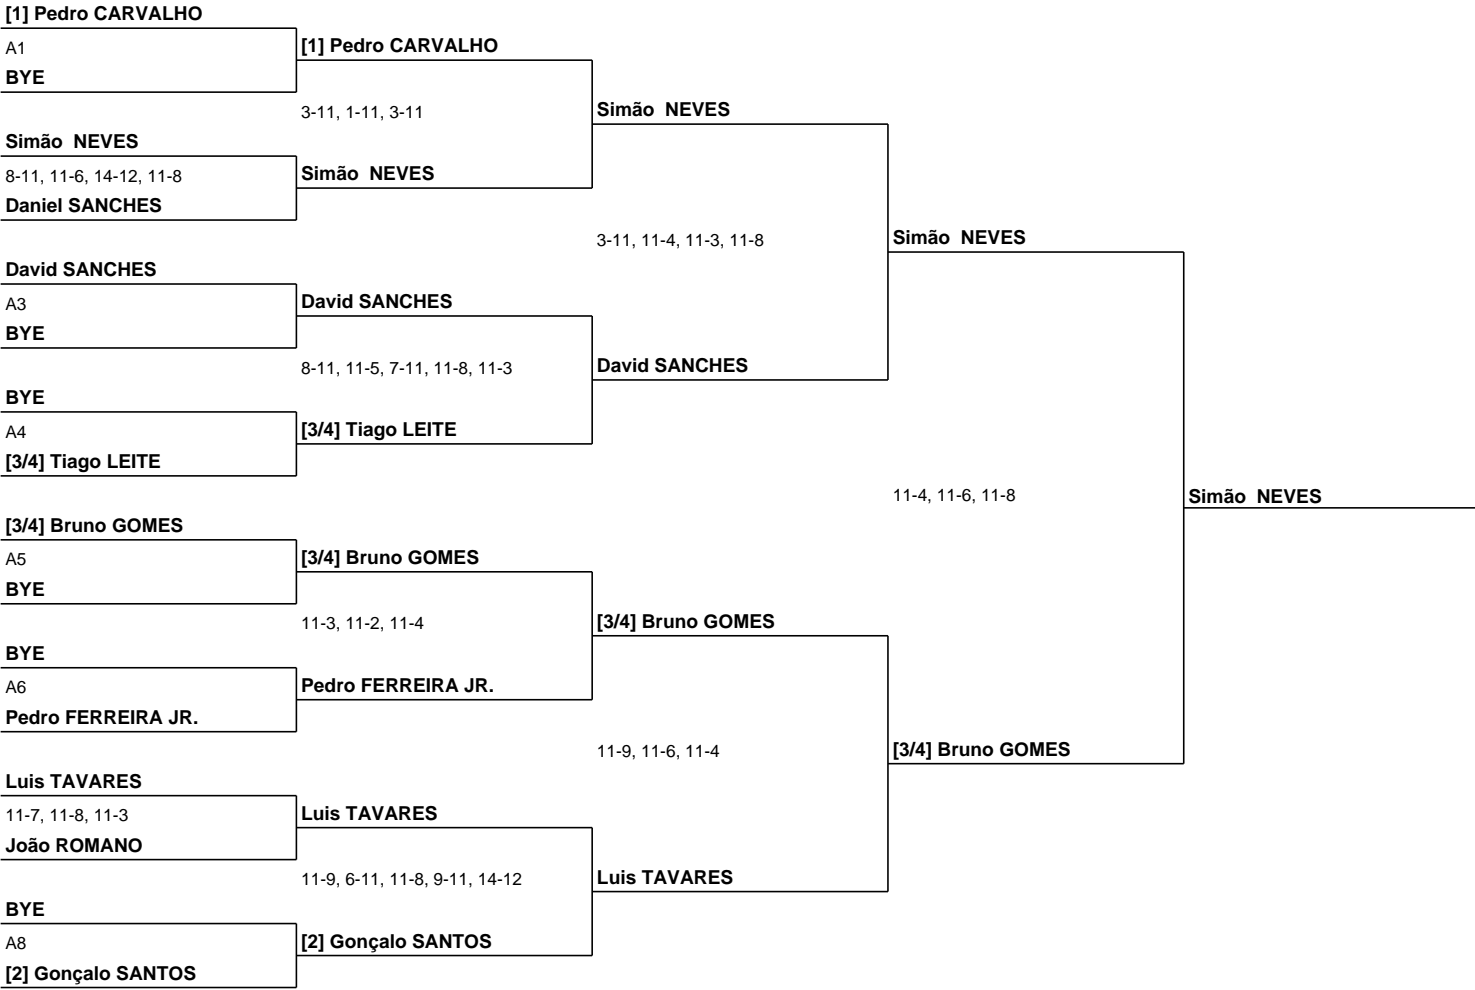 [1] Pedro CARVALHO
A1
BYE
Simão  NEVES
8-11, 11-6, 14-12, 11-8
Daniel SANCHES
David SANCHES
A3
BYE
BYE
A4
[3/4] Tiago LEITE
[3/4] Bruno GOMES
A5
BYE
BYE
A6
Pedro FERREIRA JR.
Luis TAVARES
11-7, 11-8, 11-3
João ROMANO
BYE
A8
[2] Gonçalo SANTOS
[1] Pedro CARVALHO
3-11, 1-11, 3-11
Simão  NEVES
David SANCHES
8-11, 11-5, 7-11, 11-8, 11-3
[3/4] Tiago LEITE
[3/4] Bruno GOMES
11-3, 11-2, 11-4
Pedro FERREIRA JR.
Luis TAVARES
11-9, 6-11, 11-8, 9-11, 14-12
[2] Gonçalo SANTOS
Simão  NEVES
3-11, 11-4, 11-3, 11-8
David SANCHES
[3/4] Bruno GOMES
11-9, 11-6, 11-4
Luis TAVARES
Simão  NEVES
11-4, 11-6, 11-8
[3/4] Bruno GOMES
Simão  NEVES